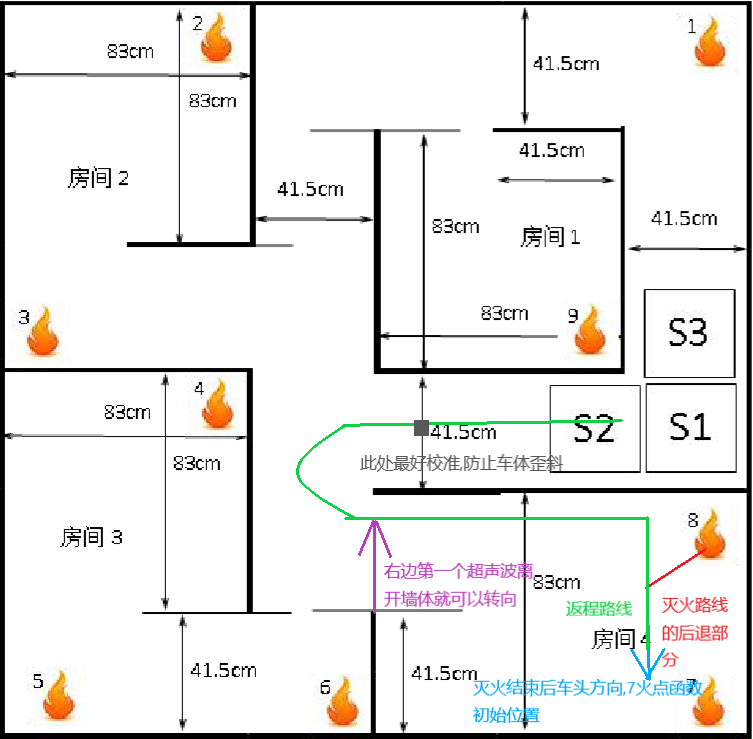 2
1
83cm
41.5cm
83cm
41.5cm
房间 2
41.5cm
41.5cm
83cm
房间 1
3
83cm
9
S3
4
83cm
41.5cm
S2
S1
83cm
此处最好校准,防止车体歪斜
8
房间 3
右边第一个超声波离
开墙体就可以转向
83cm
返程路线
灭火路线
的后退部
分
房间 4
5
41.5cm
6
41.5cm
灭火结束后车头方向,7火点函数
初始位置
7